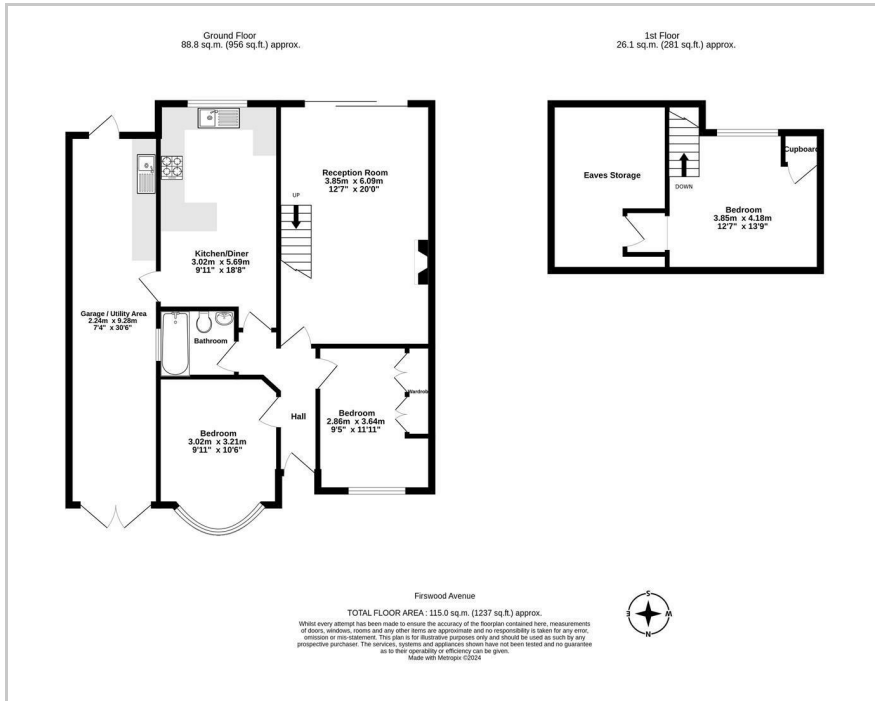 Ground Floor
88.8 sq.m. (956 sq.ft.) approx.
1st Floor
26.1 sq.m. (281 sq.ft.) approx.
Reception Room
3.85m x 6.09m
12'7" x 20'0"
UP
Kitchen/Diner
3.02m x 5.69m
9'11" x 18'8"
Garage / Utility Area
2.24m x 9.28m
7'4" x 30'6"
Bathroom
Hall
Bedroom
3.02m x 3.21m
9'11" x 10'6"
Bedroom
2.86m x 3.64m
9'5" x 11'11"
Wardrobe
Eaves Storage
DOWN
Cupboard
Bedroom
3.85m x 4.18m
12'7" x 13'9"
Firswood Avenue
TOTAL FLOOR AREA : 115.0 sq.m. (1237 sq.ft.) approx.
Whilst every attempt has been made to ensure the accuracy of the floorplan contained here, measurements
of doors, windows, rooms and any other items are approximate and no responsibility is taken for any error,
omission or mis-statement. This plan is for illustrative purposes only and should be used as such by any
prospective purchaser. The services, systems and appliances shown have not been tested and no guarantee
as to their operability or efficiency can be given.
Made with Metropix ©2024
S
E
W
N